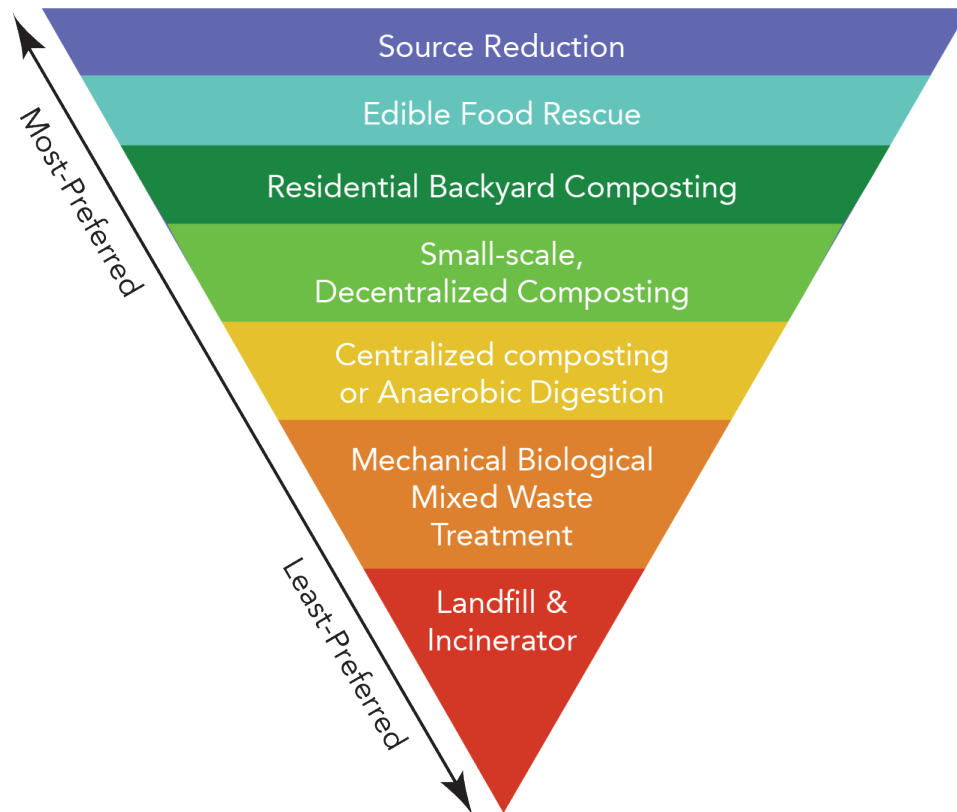 Source Reduction
Edible Food Rescue
Most-Preferred
Residential Backyard Composting
Small-scale,
Decentralized Composting
Centralized composting
or Anaerobic Digestion
Mechanical Biological
Mixed Waste
Treatment
Least-Preferred
Landfill &
Incinerator